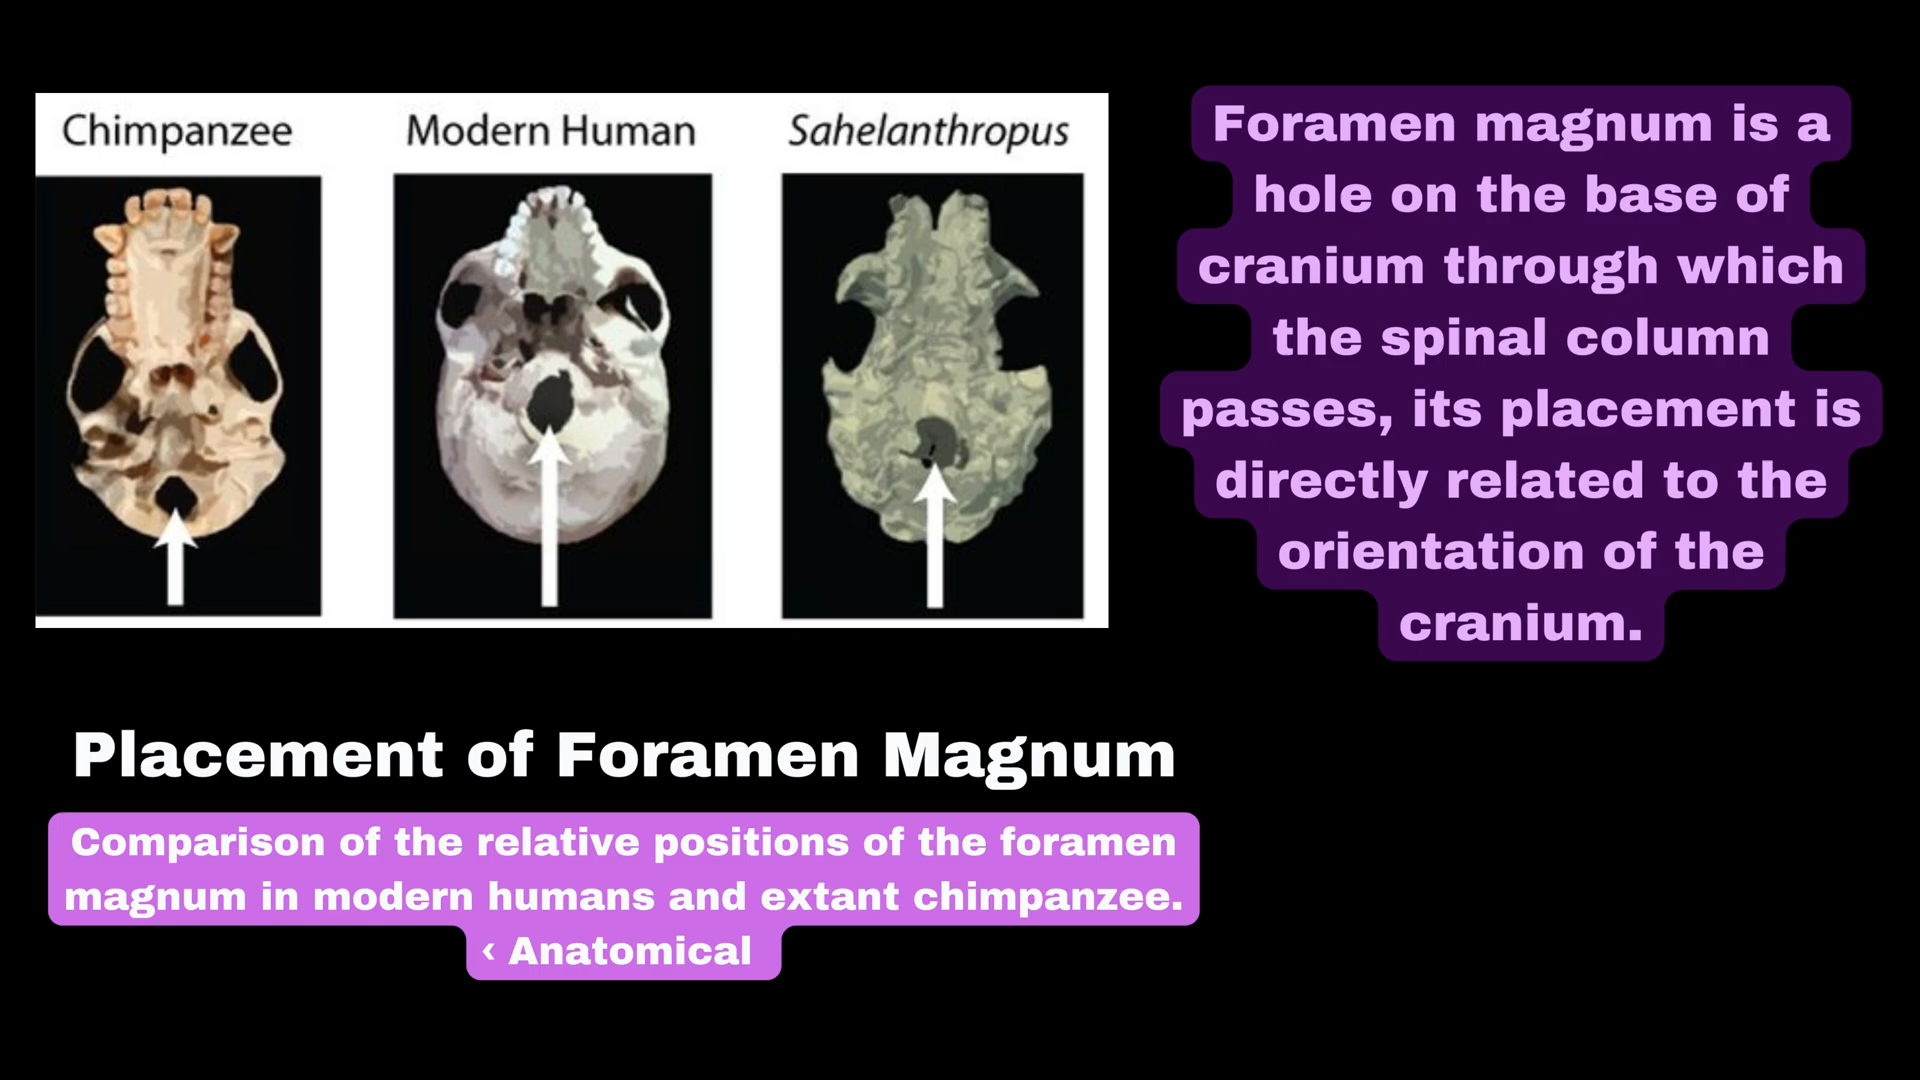 Chimpanzee
Modern Human
Sahelanthropus
Foramen magnum is a
hole on the base of
cranium through which
the spinal column
passes, its placement is
directly related to the
orientation of the
cranium.
Placement of Foramen Magnum
Comparison of the relative positions of the foramen
magnum in modern humans and extant chimpanzee.
‹ Anatomical